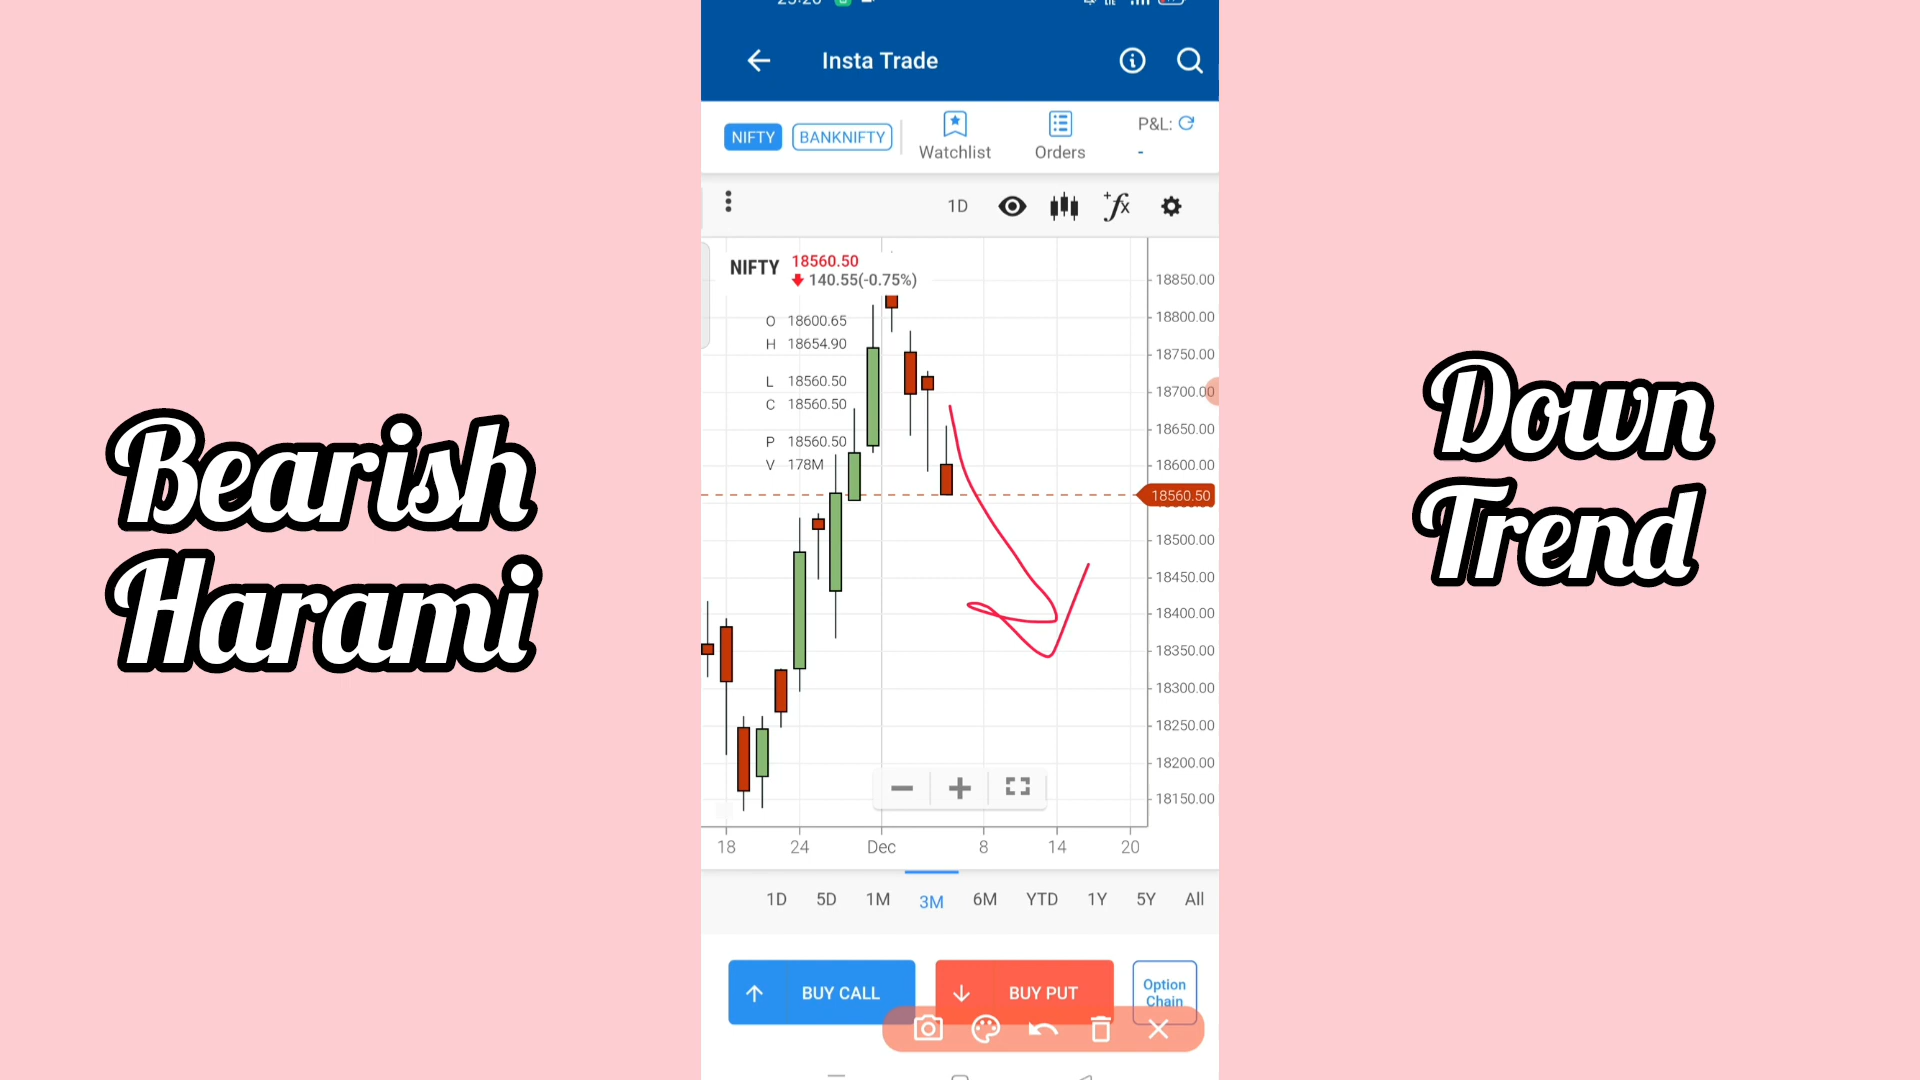 Insta Trade
NIFTY BANKNIFTY Watchlist Orders P&L:
-
1D
NIFTY 18560.50
140.55(-0.75%)
O 18600.65
H 18654.90
L 18560.50
C 18560.50
P 18560.50
V 178M
18850.00
18800.00
18750.00
18700.00
18650.00
18600.00
18560.50
18500.00
18450.00
18400.00
18350.00
18300.00
18250.00
18200.00
18150.00
18 24 Dec 8 14 20
1D 5D 1M 3M 6M YTD 1Y 5Y All
BUY CALL BUY PUT Option
Chain
Bearish
Harami
Down
Trend